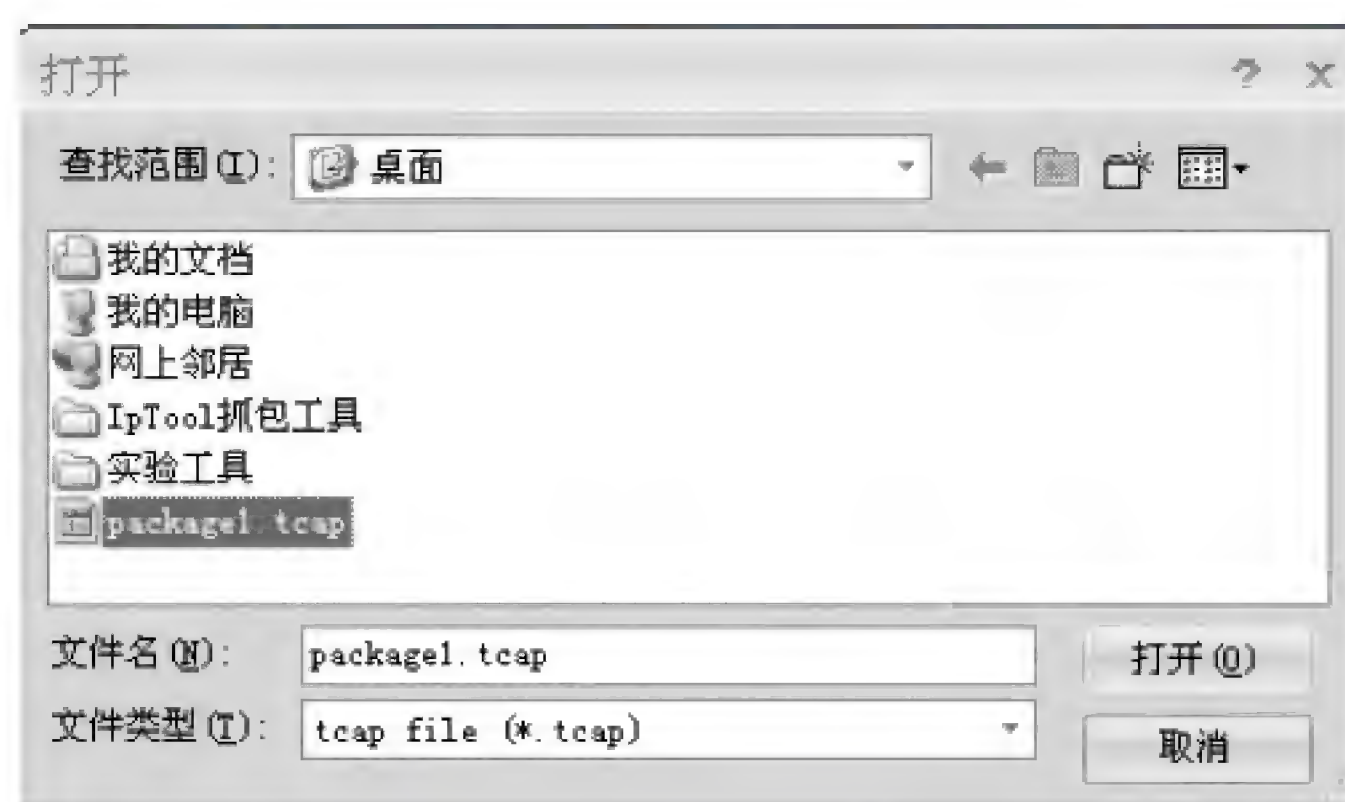 打开
查找范围(I): 桌面
我的文档
我的电脑
网上邻居
IpTool抓包工具
实验工具
package1.tcap
文件名(N): package1.tcap 打开(O)
文件类型(T): tcap file (*.tcap) 取消